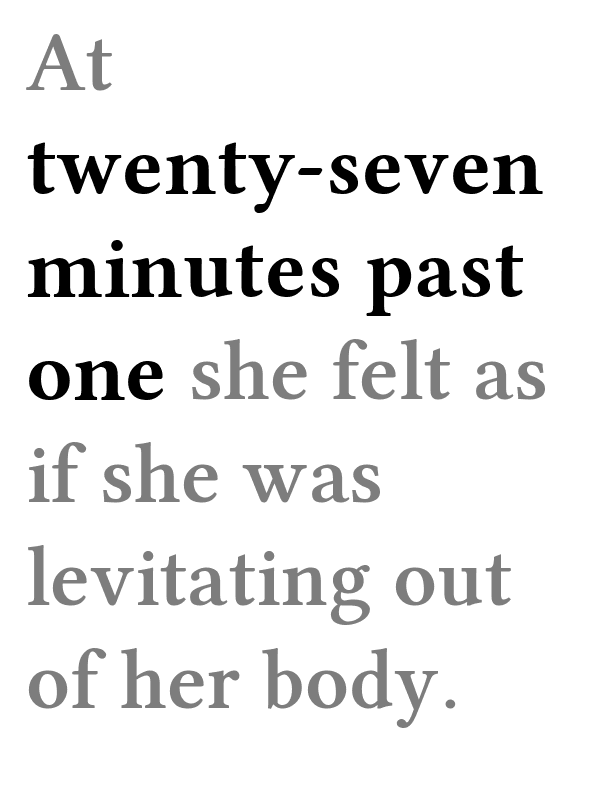 At
twenty-seven
minutes past
one she felt as
if she was
levitating out
of her body.